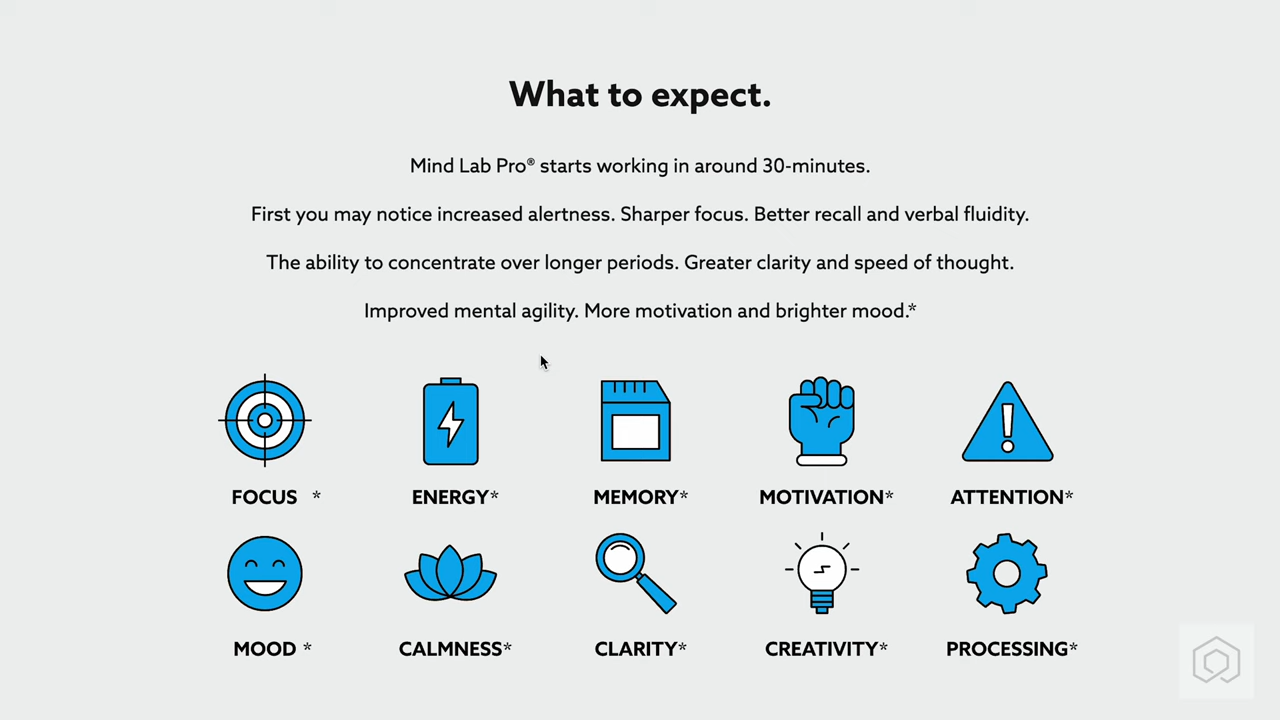 What to expect.
Mind Lab Pro® starts working in around 30-minutes.
First you may notice increased alertness. Sharper focus. Better recall and verbal fluidity.
The ability to concentrate over longer periods. Greater clarity and speed of thought.
Improved mental agility. More motivation and brighter mood.*
FOCUS * ENERGY* MEMORY* MOTIVATION* ATTENTION*
MOOD * CALMNESS* CLARITY* CREATIVITY* PROCESSING*